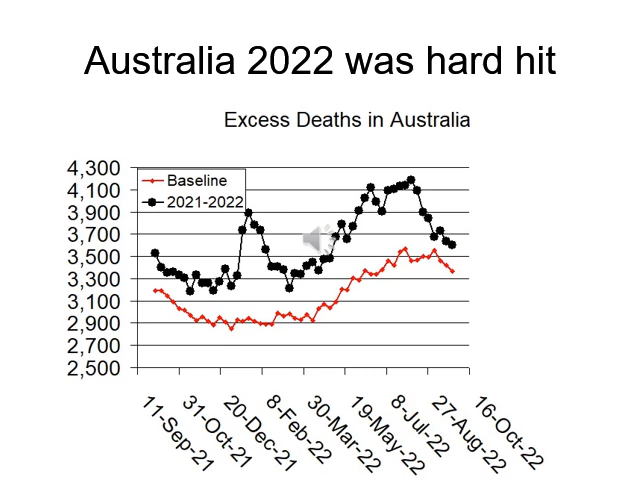 Australia 2022 was hard hit
Excess Deaths in Australia
4,300
4,100
3,900
3,700
3,500
3,300
3,100
2,900
2,700
2,500
Baseline
2021-2022
11-Sep-21
31-Oct-21
20-Dec-21
8-Feb-22
30-Mar-22
19-May-22
8-Jul-22
27-Aug-22
16-Oct-22